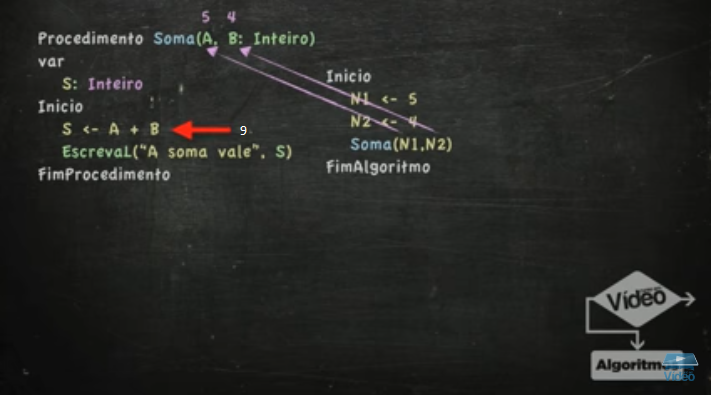 5 4
Procedimento Soma(A, B: Inteiro)
var
S: Inteiro
Inicio
S <- A + B
9
EscrevaL("A soma vale", S)
FimProcedimento
Inicio
N1 <- 5
N2 <- 4
Soma(N1,N2)
FimAlgoritmo
Vídeo
Algoritm
Vídeo